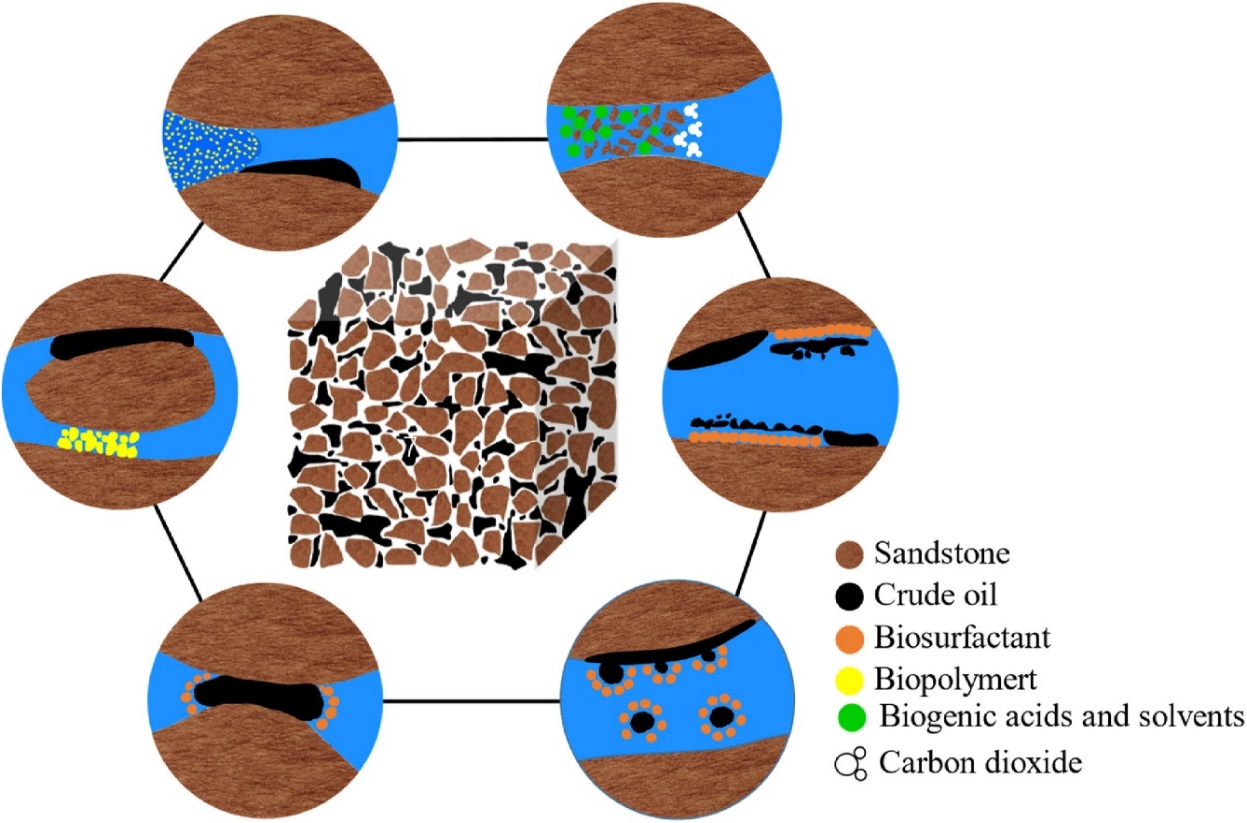 Sandstone
Crude oil
Biosurfactant
Biopolymert
Biogenic acids and solvents
Carbon dioxide